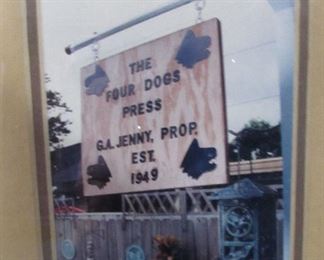 THE
FOUR DOGS
PRESS
G.A. JENNY, PROP.
EST.
1949